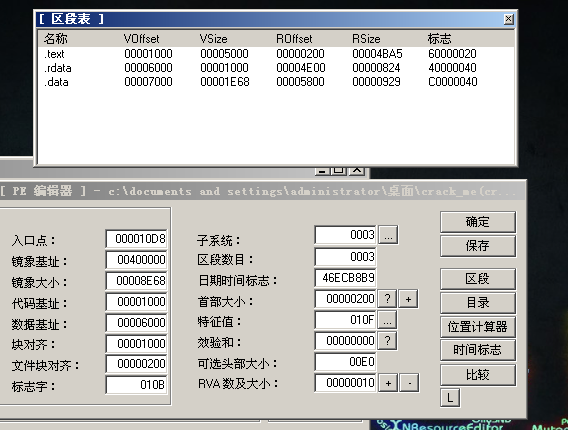 [ 区段表 ]
名称 VOffset VSize ROffset RSize 标志
.text 00001000 00005000 00000200 00004BA5 60000020
.rdata 00006000 00001000 00004E00 00000824 40000040
.data 00007000 00001E68 00005800 00000929 C0000040
[ PE 编辑器 ] - c:\documents and settings\administrator\桌面\crack_me(cr...
入口点： 000010D8 子系统： 0003 ... 确定
镜象基址： 00400000 区段数目： 0003 保存
镜象大小： 00008E68 日期时间标志： 46ECB8B9 区段
代码基址： 00001000 首部大小： 00000200 ? + 目录
数据基址： 00006000 特征值： 010F ... 位置计算器
块对齐： 00001000 效验和： 00000000 ? 时间标志
文件块对齐： 00000200 可选头部大小： 00E0 比较
标志字： 010B RVA 数及大小： 00000010 + - L
NResourceEditor